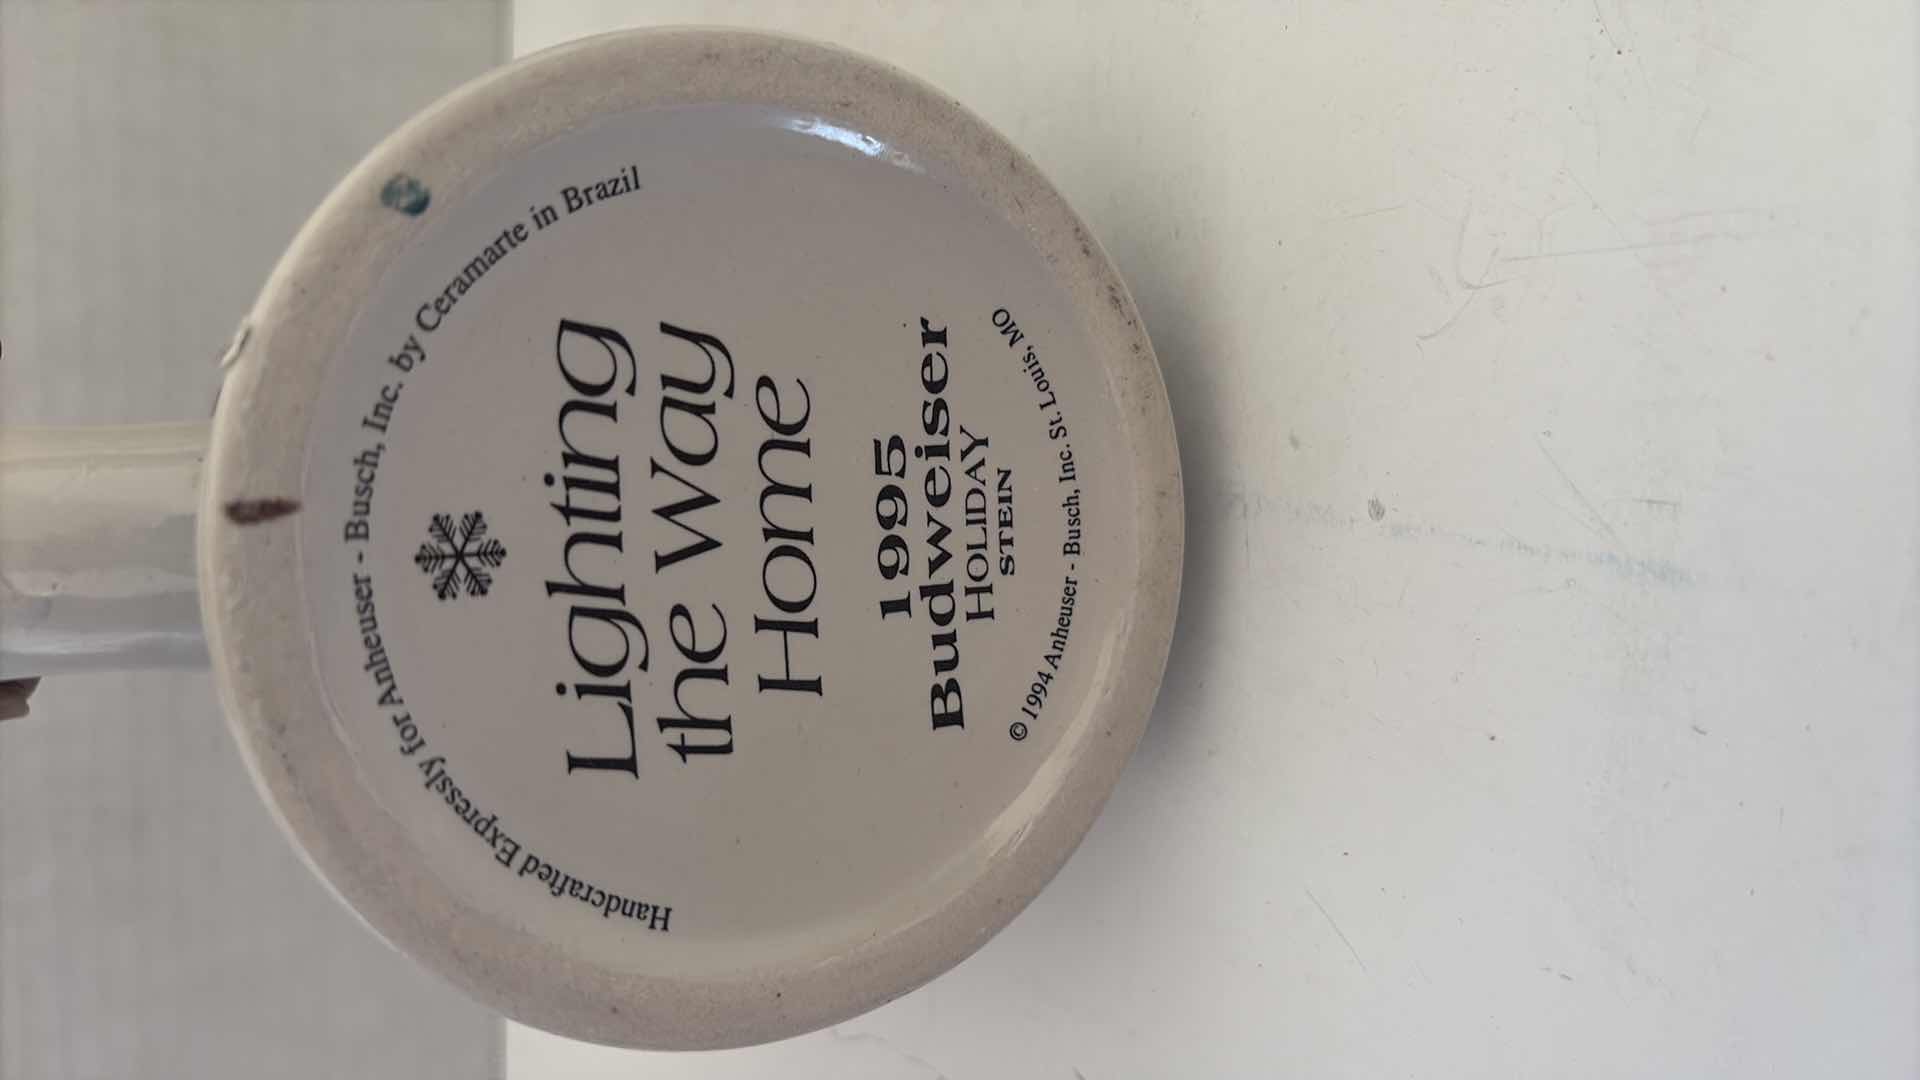 Handcrafted Expressly for Anheuser - Busch, Inc. by Ceramarte in Brazil
Lighting
the Way
Home
1995
Budweiser
HOLIDAY
STEIN
© 1994 Anheuser - Busch, Inc. St. Louis, MO